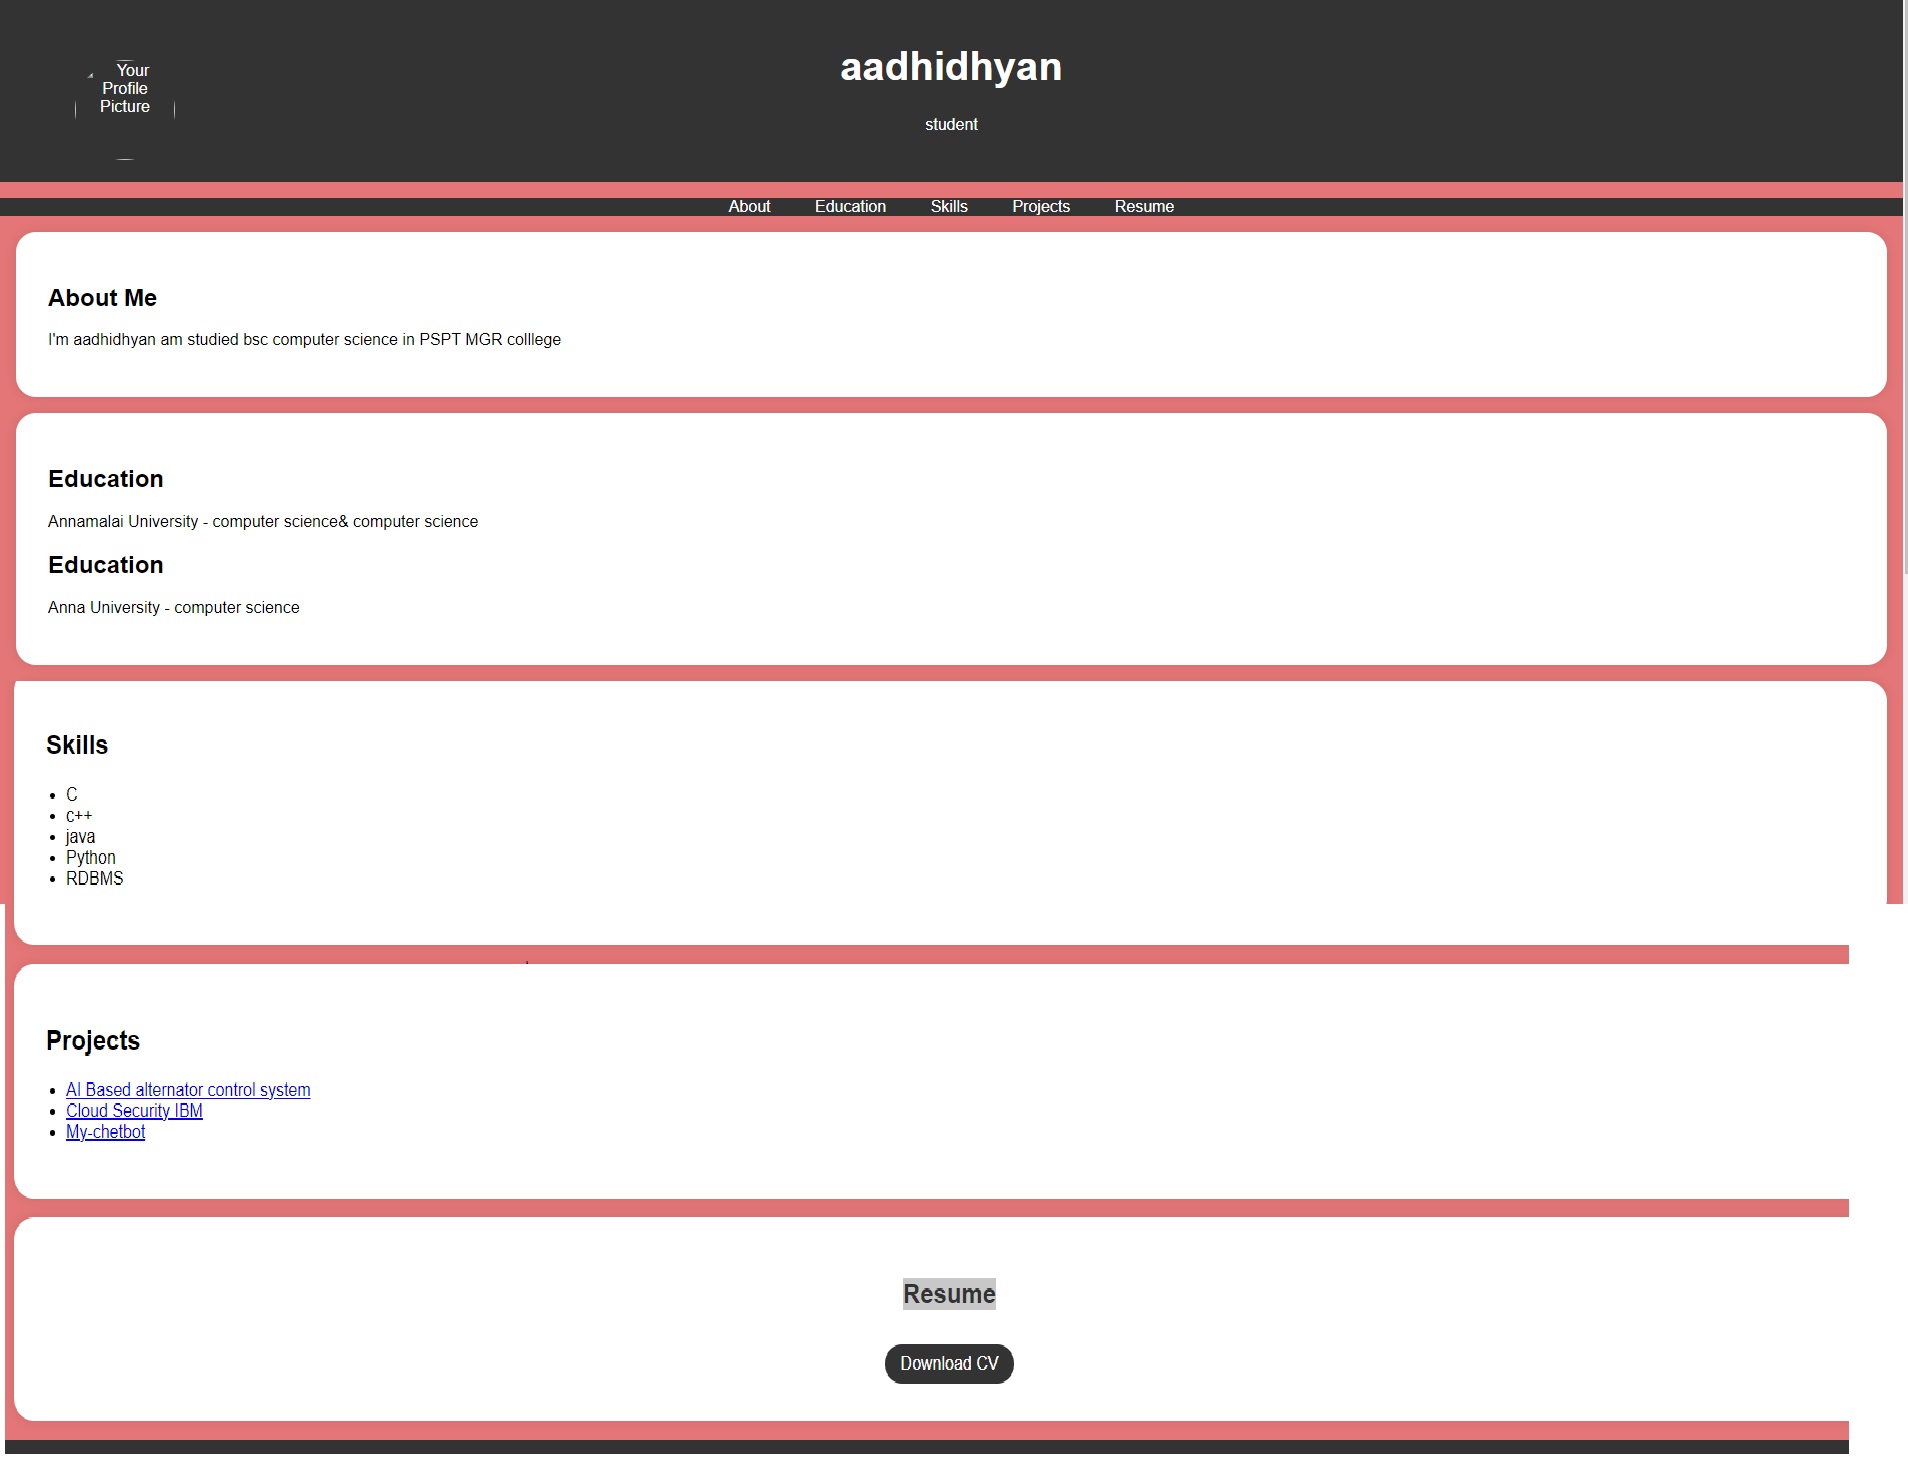 Your
Profile
Picture
aadhidhyan
student
About Education Skills Projects Resume
About Me
I'm aadhidhyan am studied bsc computer science in PSPT MGR colllege
Education
Annamalai University - computer science& computer science
Education
Anna University - computer science
Skills
C
c++
java
Python
RDBMS
Projects
AI Based alternator control system
Cloud Security IBM
My-chetbot
Resume
Download CV